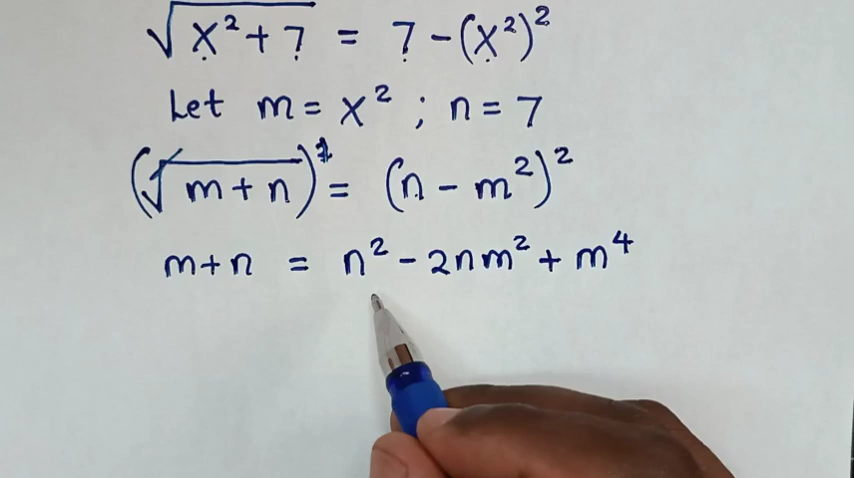 √(x²+7) = 7-(x²)²
Let m = x² ; n = 7
(√(m+n))² = (n - m²)²
m+n = n² - 2nm² + m⁴